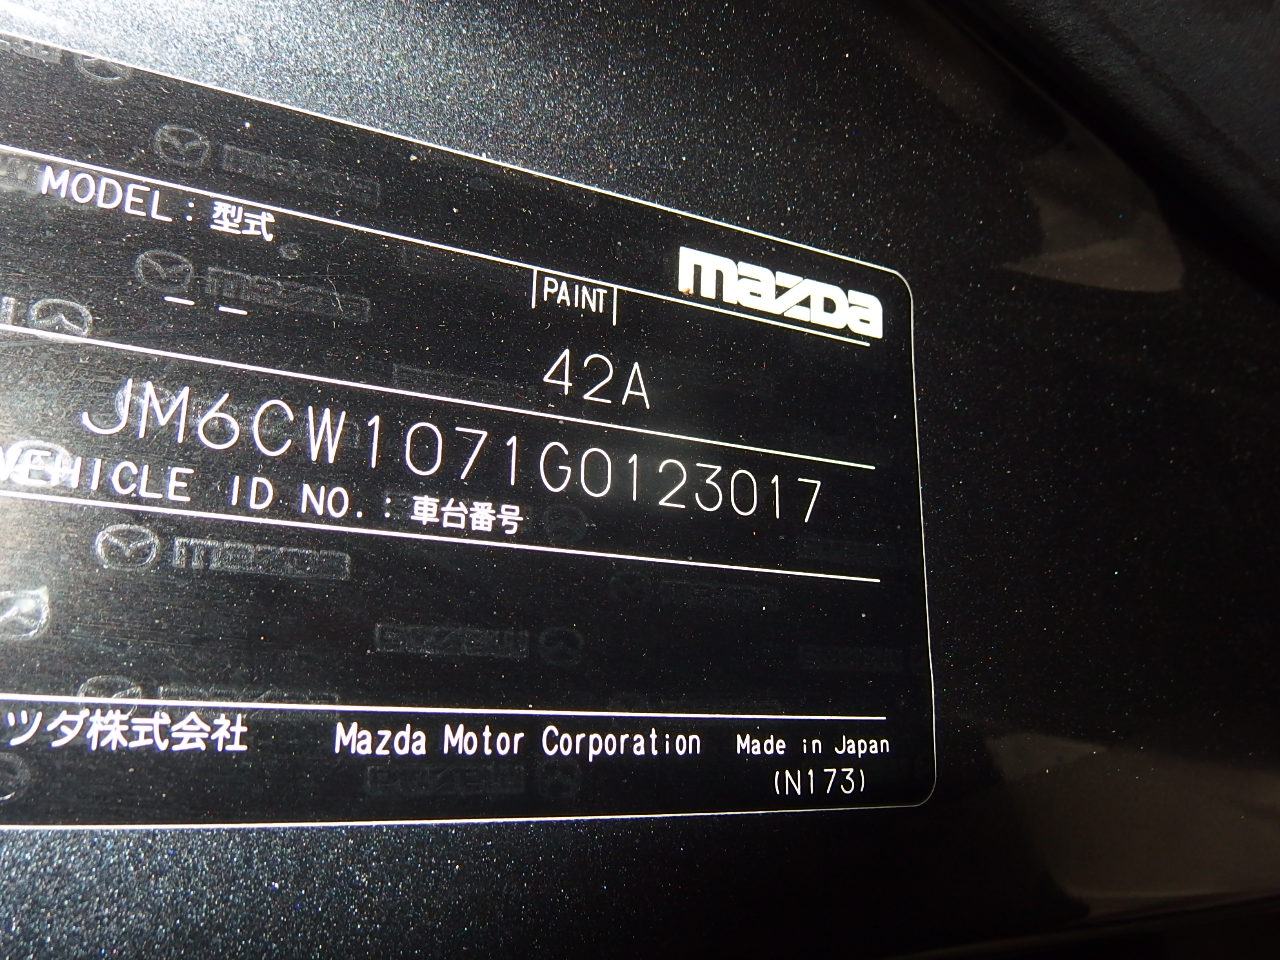 mazda
MODEL : 型式
PAINT
— —
42A
JM6CW1071G0123017
VEHICLE ID NO. : 車台番号
ツダ株式会社 Mazda Motor Corporation Made in Japan
(N173)